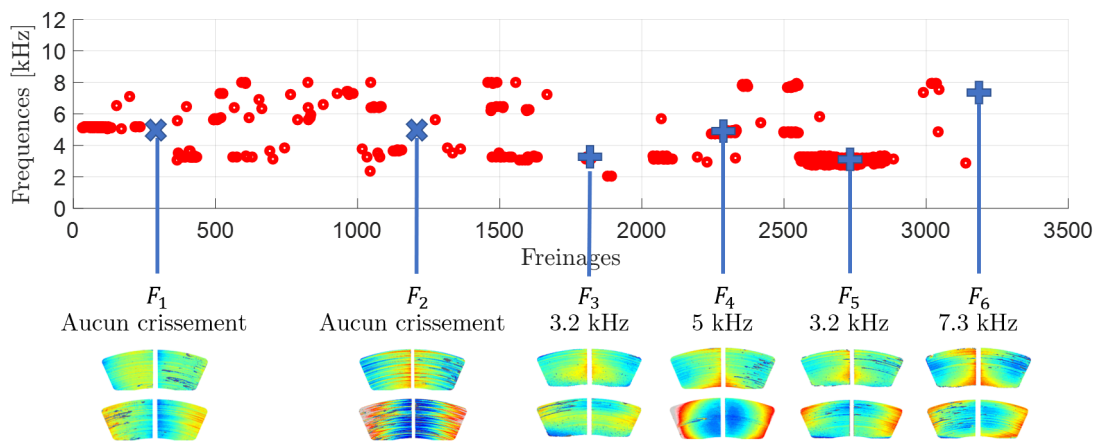 Frequences [kHz]
12
10
8
6
4
2
0
0 500 1000 1500 2000 2500 3000 3500
Freinages
F₁ F₂ F₃ F₄ F₅ F₆
Aucun crissement Aucun crissement 3.2 kHz 5 kHz 3.2 kHz 7.3 kHz